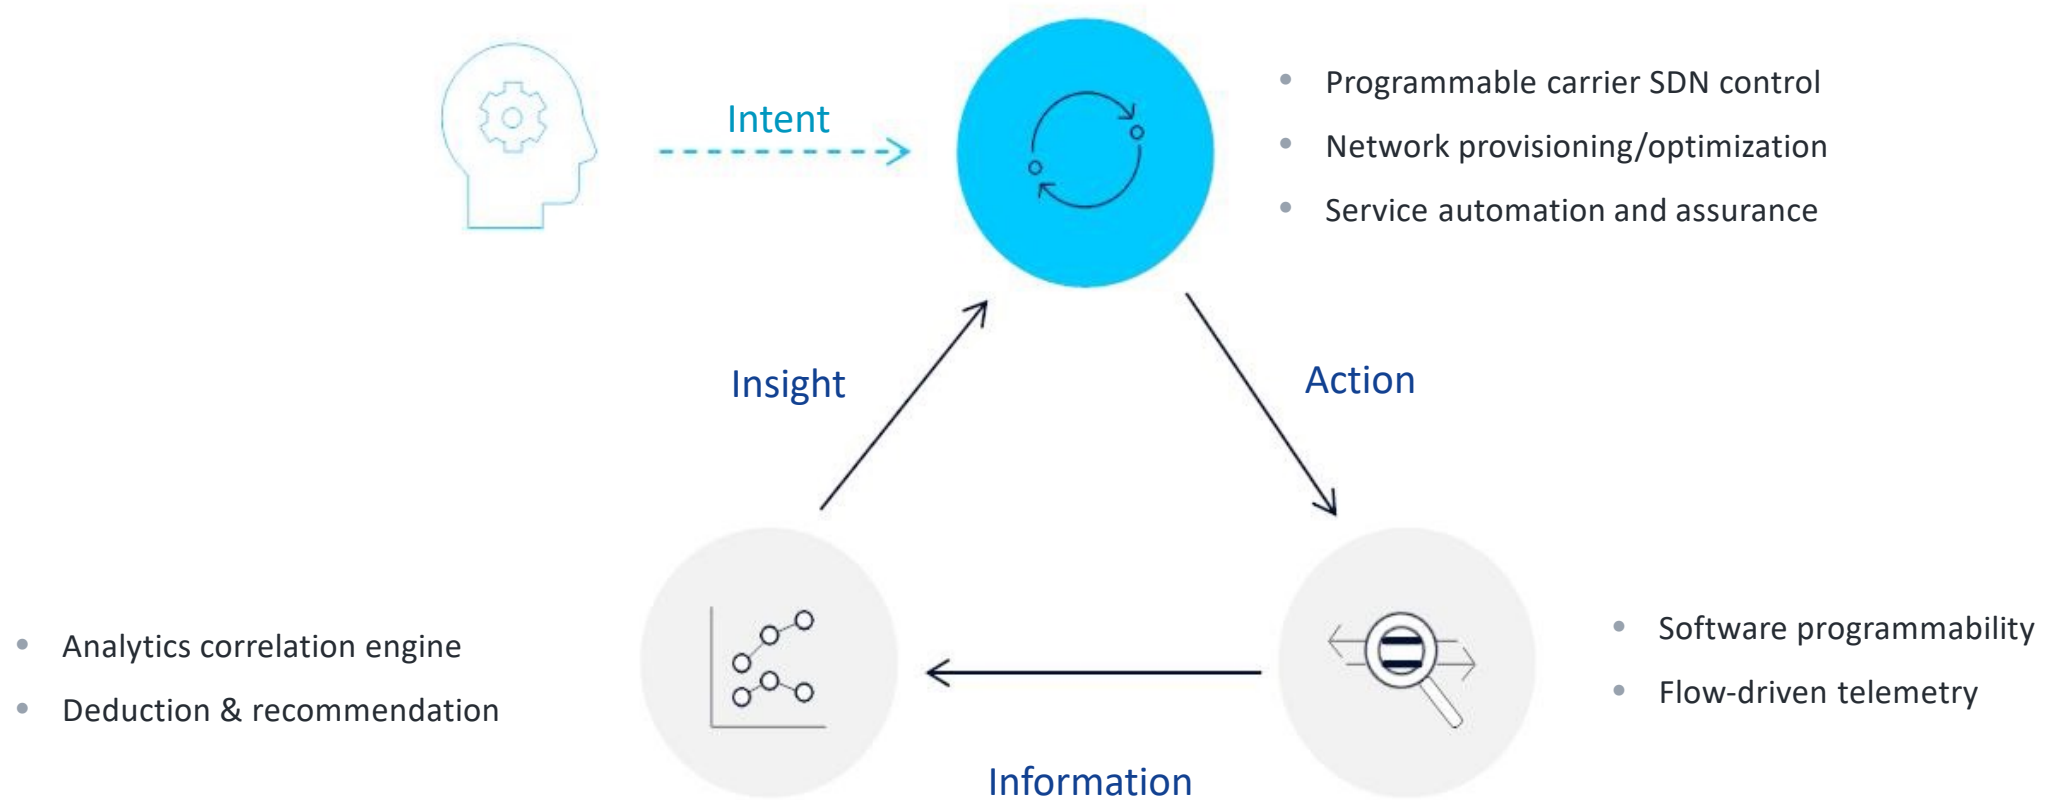 Intent
• Programmable carrier SDN control
• Network provisioning/optimization
• Service automation and assurance
Insight
Action
• Analytics correlation engine
• Deduction & recommendation
• Software programmability
• Flow-driven telemetry
Information